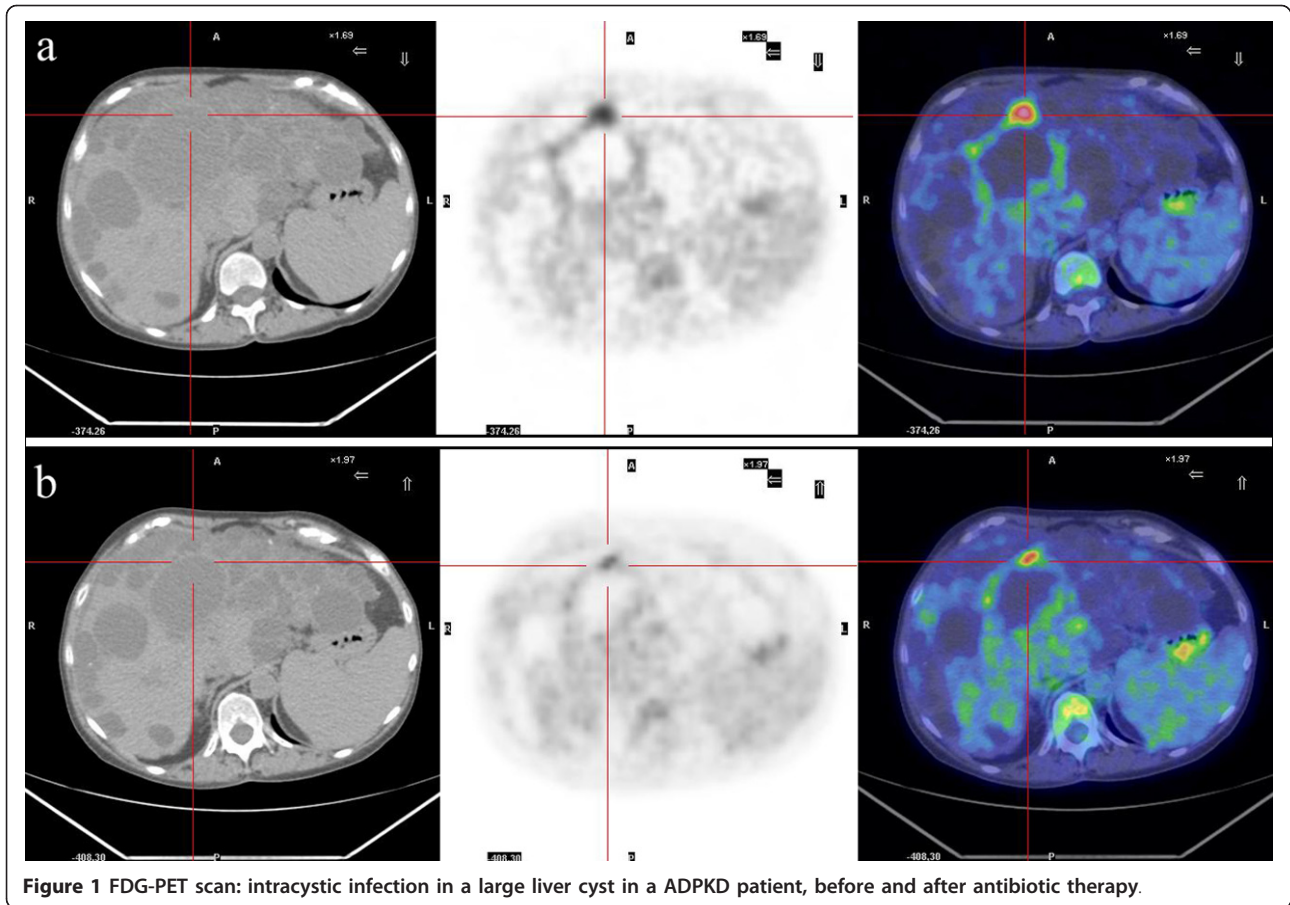 a
A
×1.69
R
L
-374.26
P
A
×1.69
R
L
-374.26
P
A
×1.69
R
L
-374.26
P
b
A
×1.97
R
L
-408.30
P
A
×1.97
R
L
-408.30
P
A
×1.97
R
L
-408.30
P
Figure 1 FDG-PET scan: intracystic infection in a large liver cyst in a ADPKD patient, before and after antibiotic therapy.